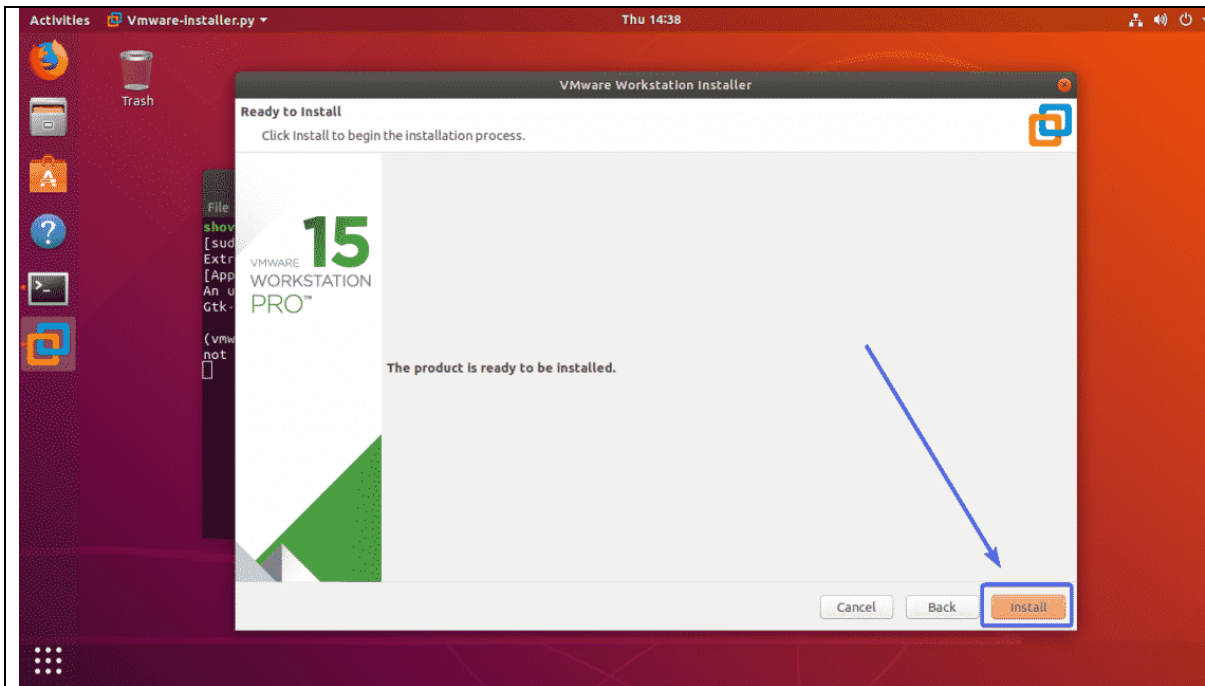 Activities Vmware-installer.py Thu 14:38
Trash
VMware Workstation Installer
Ready to Install
Click Install to begin the installation process.
File
shov
[sud
Extr
[App
An u
Gtk-
(vmw
not
15
VMWARE
WORKSTATION
PRO™
The product is ready to be installed.
Cancel Back Install